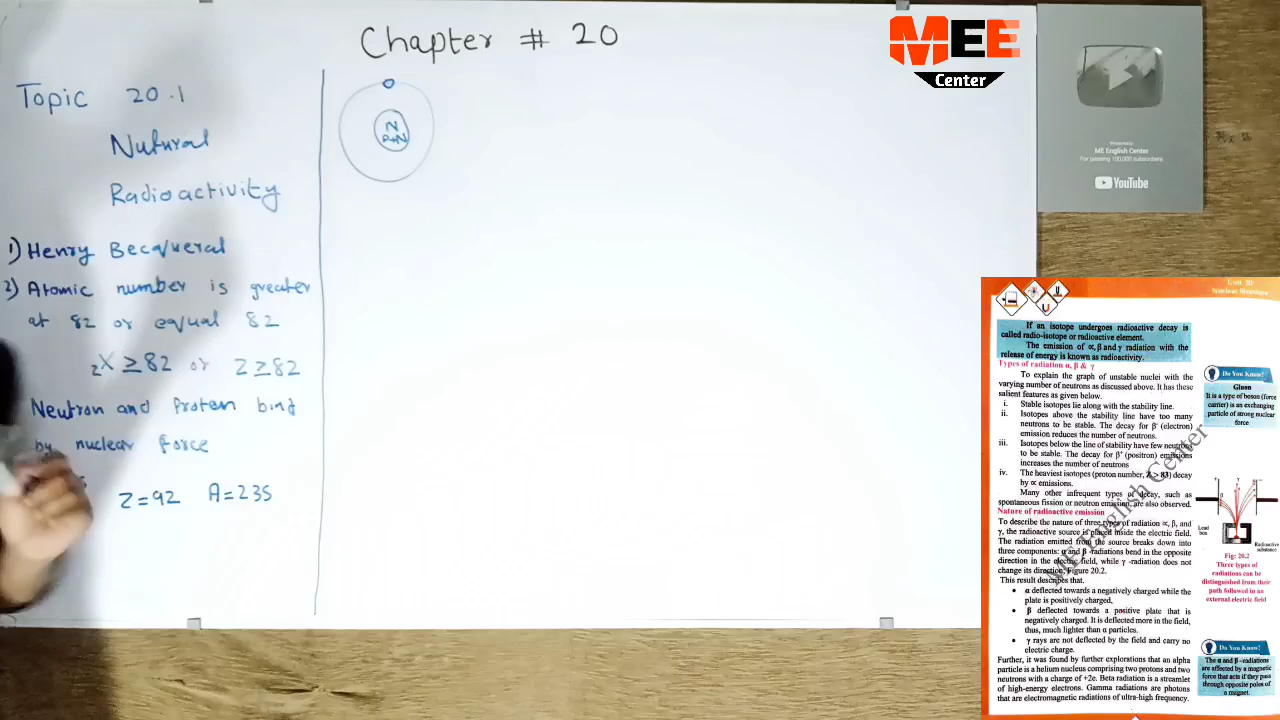 Chapter # 20
MEE
Center
Topic 20.1
Nutural
Radioactivity
1) Henry Becqueral
2) Atomic number is greater
at 82 or equal 82
zX ≥ 82 or Z ≥ 82
Neutron and Proten bind
by nuclear force
Z=92 A=235
N
P+N
ME English Center
For passing 100,000 subscribers
YouTube
Unit 20
Nuclear Structure
If an isotope undergoes radioactive decay is
called radio-isotope or radioactive element.
The emission of α, β and γ radiation with the
release of energy is known as radioactivity.
Types of radiation α, β & γ
To explain the graph of unstable nuclei with the
varying number of neutrons as discussed above. It has these
salient features as given below.
i. Stable isotopes lie along with the stability line.
ii. Isotopes above the stability line have too many
neutrons to be stable. The decay for β⁻ (electron)
emission reduces the number of neutrons.
iii. Isotopes below the line of stability have few neutrons
to be stable. The decay for β⁺ (positron) emissions
increases the number of neutrons
iv. The heaviest isotopes (proton number, Z > 83) decay
by ∝ emissions.
Many other infrequent types of decay, such as
spontaneous fission or neutron emission, are also observed.
Nature of radioactive emission
To describe the nature of three types of radiation ∝, β, and
γ, the radioactive source is placed inside the electric field.
The radiation emitted from the source breaks down into
three components: α and β -radiations bend in the opposite
direction in the electric field, while γ -radiation does not
change its direction, Figure 20.2.
This result describes that.
• α deflected towards a negatively charged while the
plate is positively charged,
• β deflected towards a positive plate that is
negatively charged. It is deflected more in the field,
thus, much lighter than α particles.
• γ rays are not deflected by the field and carry no
electric charge.
Further, it was found by further explorations that an alpha
particle is a helium nucleus comprising two protons and two
neutrons with a charge of +2e. Beta radiation is a streamlet
of high-energy electrons. Gamma radiations are photons
that are electromagnetic radiations of ultra-high frequency.
ME English Center
Do You Know!
Gluon
It is a type of boson (force
carrier) is an exchanging
particle of strong nuclear
force
Lead
box
Radioactive
substance
Fig: 20.2
Three types of
radiations can be
distinguished from their
path followed in an
external electric field
Do You Know!
The α and β -radiations
are affected by a magnetic
force that acts if they pass
through opposite poles of
a magnet.